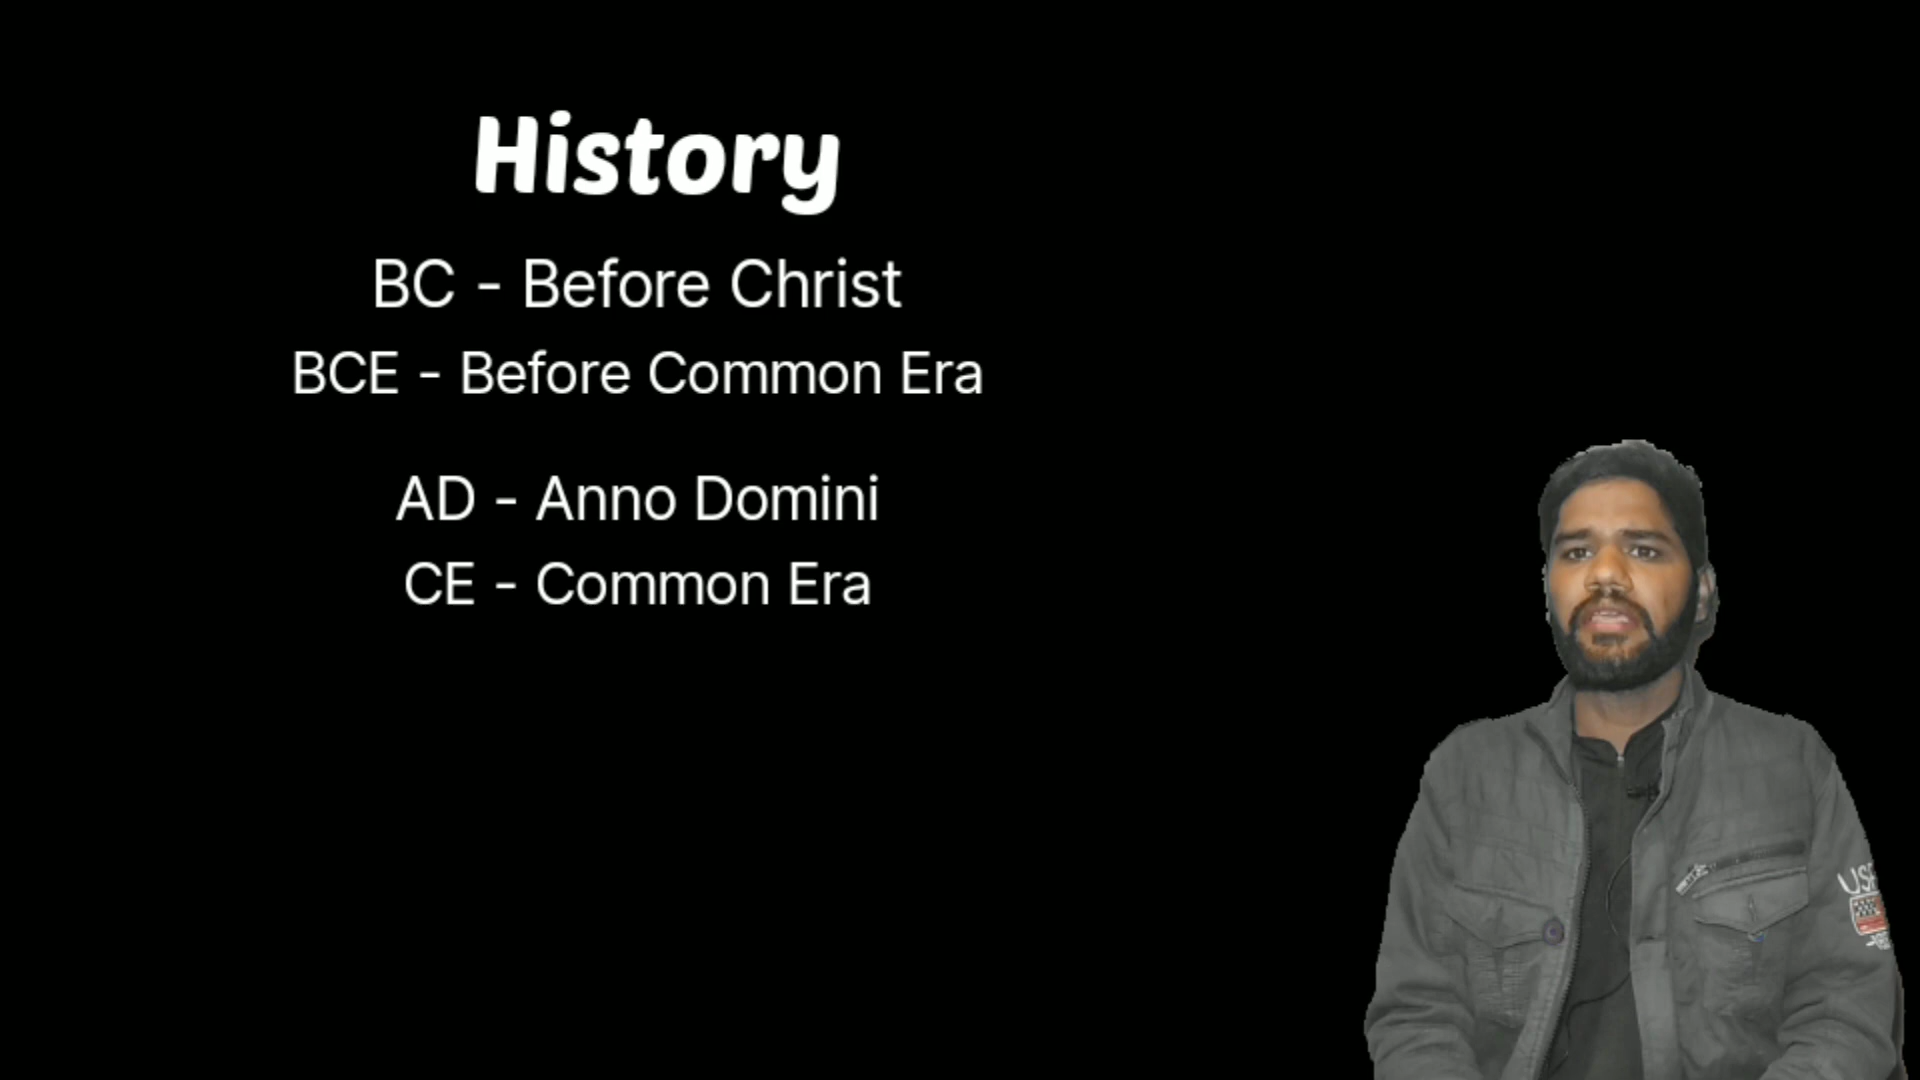 History
BC - Before Christ
BCE - Before Common Era
AD - Anno Domini
CE - Common Era